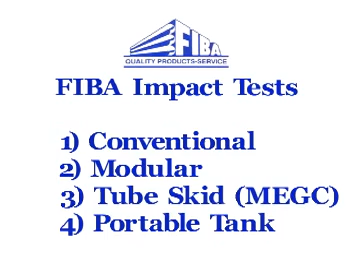 FIBA
QUALITY PRODUCTS-SERVICE
FIBA Impact Tests
1) Conventional
2) Modular
3) Tube Skid (MEGC)
4) Portable Tank